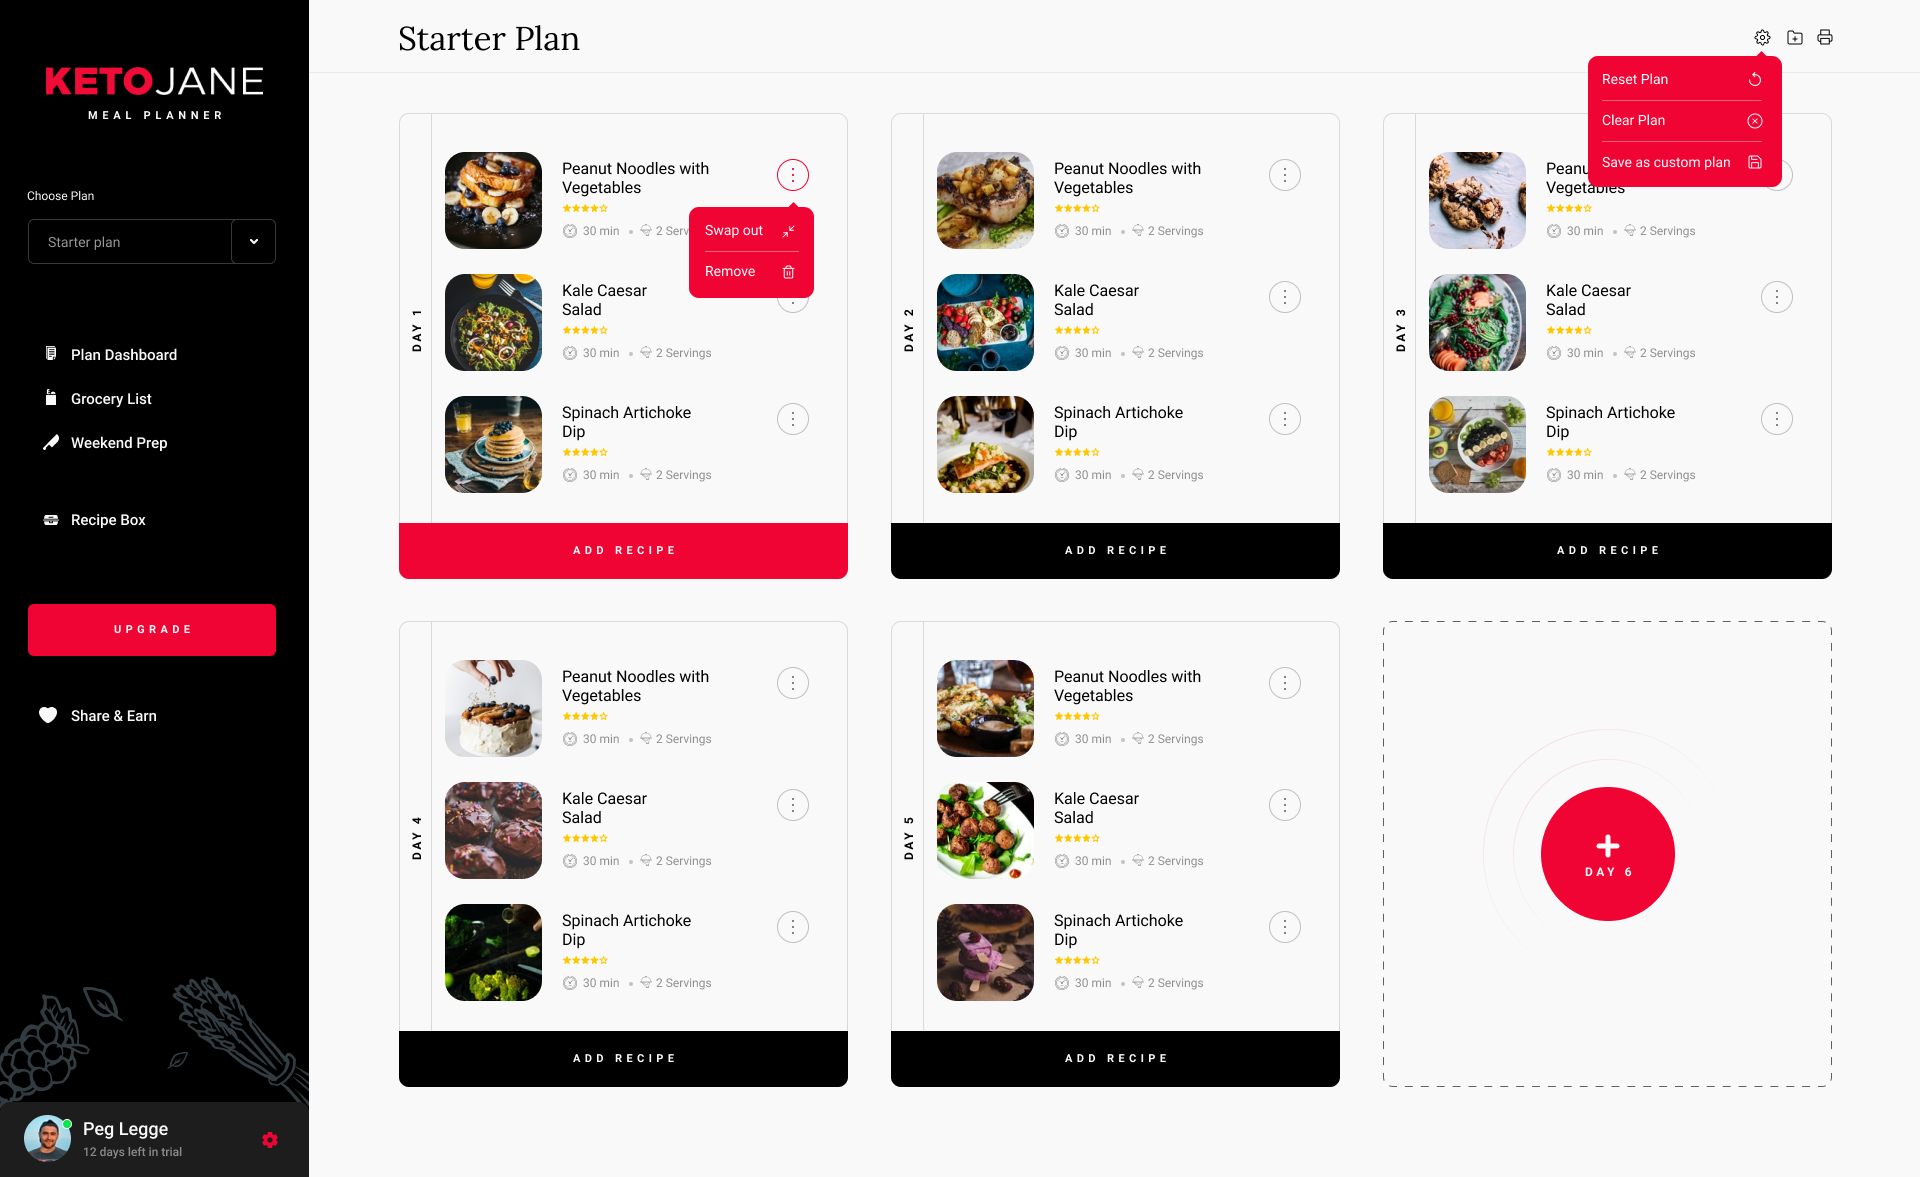 KETOJANE
MEAL PLANNER
Choose Plan
Starter plan
Plan Dashboard
Grocery List
Weekend Prep
Recipe Box
UPGRADE
Share & Earn
Peg Legge
12 days left in trial
Starter Plan
Reset Plan
Clear Plan
Save as custom plan
DAY 1
Peanut Noodles with
Vegetables
30 min
2 Serv
Swap out
Remove
Kale Caesar
Salad
30 min
2 Servings
Spinach Artichoke
Dip
30 min
2 Servings
ADD RECIPE
DAY 2
Peanut Noodles with
Vegetables
30 min
2 Servings
Kale Caesar
Salad
30 min
2 Servings
Spinach Artichoke
Dip
30 min
2 Servings
ADD RECIPE
DAY 3
Peanu
Vegetables
30 min
2 Servings
Kale Caesar
Salad
30 min
2 Servings
Spinach Artichoke
Dip
30 min
2 Servings
ADD RECIPE
DAY 4
Peanut Noodles with
Vegetables
30 min
2 Servings
Kale Caesar
Salad
30 min
2 Servings
Spinach Artichoke
Dip
30 min
2 Servings
ADD RECIPE
DAY 5
Peanut Noodles with
Vegetables
30 min
2 Servings
Kale Caesar
Salad
30 min
2 Servings
Spinach Artichoke
Dip
30 min
2 Servings
ADD RECIPE
DAY 6